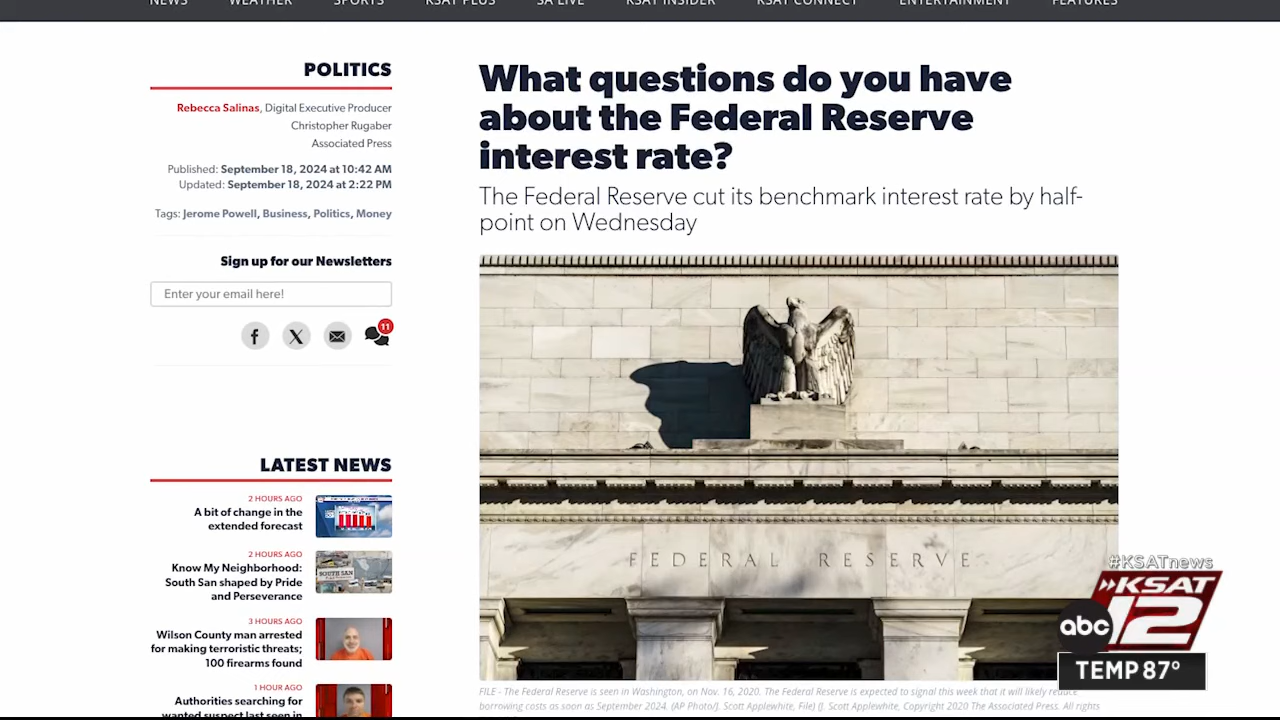 NEWS WEATHER SPORTS KSAT PLUS SA LIVE KSAT INSIDER KSAT CONNECT ENTERTAINMENT FEATURES
POLITICS
Rebecca Salinas, Digital Executive Producer
Christopher Rugaber
Associated Press
Published: September 18, 2024 at 10:42 AM
Updated: September 18, 2024 at 2:22 PM
Tags: Jerome Powell, Business, Politics, Money
Sign up for our Newsletters
Enter your email here!
11
LATEST NEWS
2 HOURS AGO
A bit of change in the
extended forecast
2 HOURS AGO
Know My Neighborhood:
South San shaped by Pride
and Perseverance
SOUTH SAN
3 HOURS AGO
Wilson County man arrested
for making terroristic threats;
100 firearms found
1 HOUR AGO
Authorities searching for
wanted suspect last seen in
What questions do you have
about the Federal Reserve
interest rate?
The Federal Reserve cut its benchmark interest rate by half-
point on Wednesday
FEDERAL RESERVE
FILE - The Federal Reserve is seen in Washington, on Nov. 16, 2020. The Federal Reserve is expected to signal this week that it will likely reduce
borrowing costs as soon as September 2024. (AP Photo/J. Scott Applewhite, File) (J. Scott Applewhite, Copyright 2020 The Associated Press. All rights
#KSATnews
KSAT
abc 12
TEMP 87°